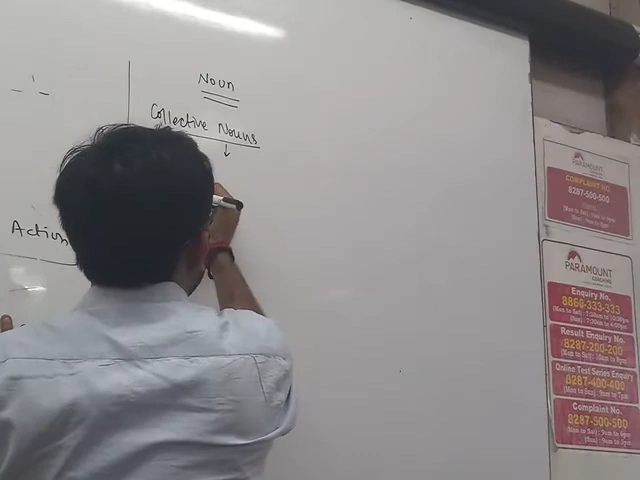 Noun
Collective Nouns
Action
PARAMOUNT
COMPLAINT NO.
8287-500-500
PARAMOUNT
COACHING
Enquiry No.
8860-333-333
Result Enquiry No.
8287-200-200
Online Test Series Enquiry
8287-400-400
Complaint No.
8287-500-500